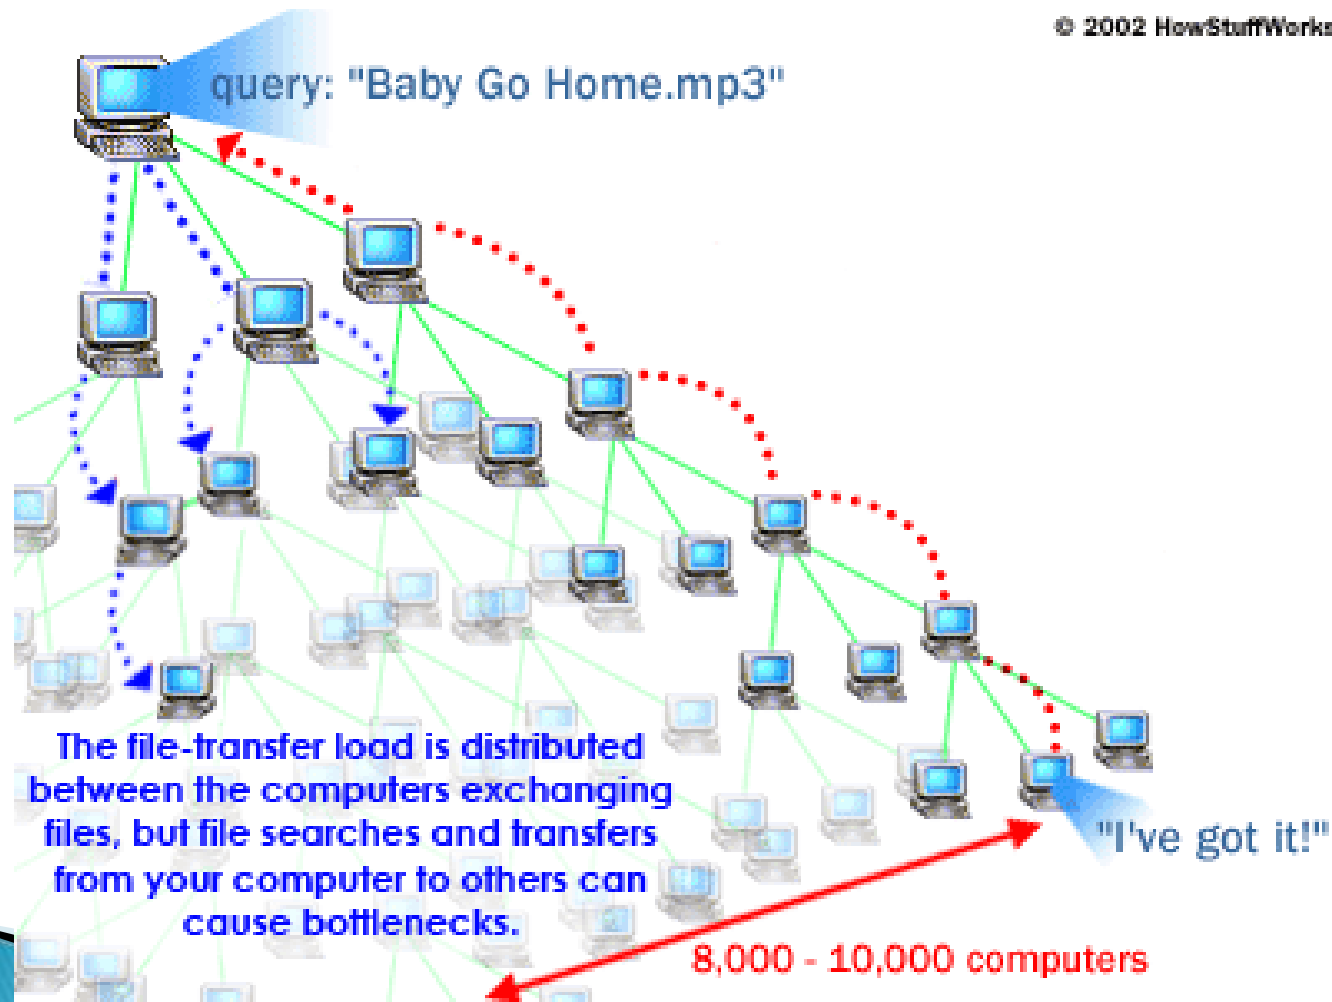 © 2002 HowStuffWorks
query: "Baby Go Home.mp3"
The file-transfer load is distributed
between the computers exchanging
files, but file searches and transfers
from your computer to others can
cause bottlenecks.
"I've got it!"
8,000 - 10,000 computers